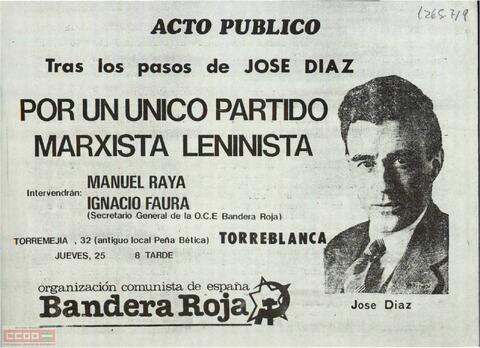 1265-7/9
ACTO PUBLICO
Tras los pasos de JOSE DIAZ
POR UN UNICO PARTIDO
MARXISTA LENINISTA
Intervendrán: MANUEL RAYA
IGNACIO FAURA
(Secretario General de la O.C.E Bandera Roja)
TORREMEJIA , 32 (antiguo local Peña Bética) TORREBLANCA
JUEVES, 25 8 TARDE
organización comunista de españa
Bandera Roja
Jose Diaz
CCOO